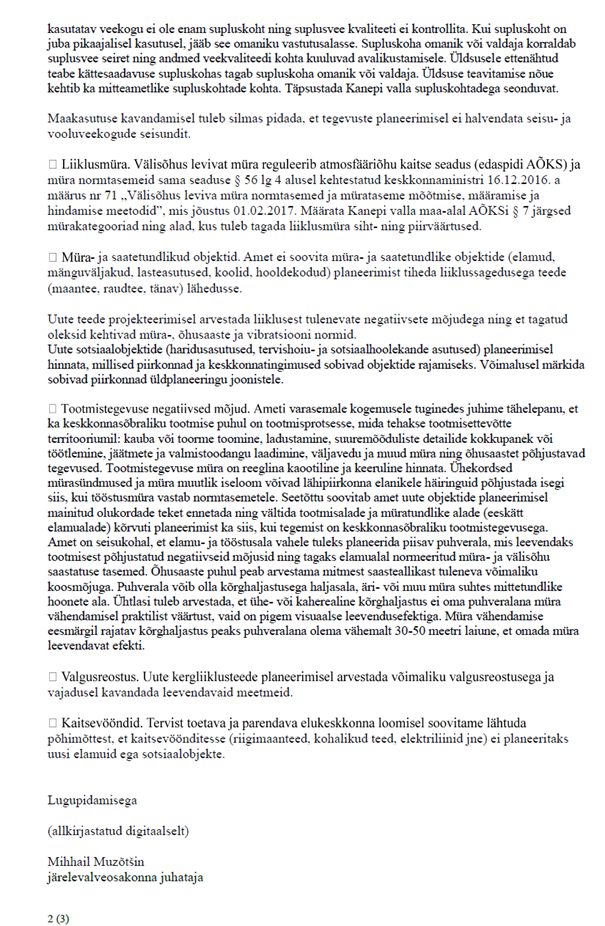 kasutatav veekogu ei ole enam supluskoht ning suplusvee kvaliteeti ei kontrollita. Kui supluskoht on
juba pikaajalisel kasutusel, jääb see omaniku vastutusalasse. Supluskoha omanik või valdaja korraldab
suplusvee seiret ning andmed veekvaliteedi kohta kuuluvad avalikustamisele. Üldsusele ettenähtud
teabe kättesaadavuse supluskohas tagab supluskoha omanik või valdaja. Üldsuse teavitamise nõue
kehtib ka mitteametlike supluskohtade kohta. Täpsustada Kanepi valla supluskohtadega seonduvat.
Maakasutuse kavandamisel tuleb silmas pidada, et tegevuste planeerimisel ei halvendata seisu- ja
vooluveekogude seisundit.
□ Liiklusmüra. Välisõhus levivat müra reguleerib atmosfääriõhu kaitse seadus (edaspidi AÕKS) ja
müra normtasemeid sama seaduse § 56 lg 4 alusel kehtestatud keskkonnaministri 16.12.2016. a
määrus nr 71 „Välisõhus leviva müra normtasemed ja mürataseme mõõtmise, määramise ja
hindamise meetodid”, mis jõustus 01.02.2017. Määrata Kanepi valla maa-alal AÕKSi § 7 järgsed
mürakategooriad ning alad, kus tuleb tagada liiklusmüra siht- ning piirväärtused.
□ Müra- ja saatetundlikud objektid. Amet ei soovita müra- ja saatetundlike objektide (elamud,
mänguväljakud, lasteasutused, koolid, hooldekodud) planeerimist tiheda liiklussagedusega teede
(maantee, raudtee, tänav) lähedusse.
Uute teede projekteerimisel arvestada liiklusest tulenevate negatiivsete mõjudega ning et tagatud
oleksid kehtivad müra-, õhusaaste ja vibratsiooni normid.
Uute sotsiaalobjektide (haridusasutused, tervishoiu- ja sotsiaalhoolekande asutused) planeerimisel
hinnata, millised piirkonnad ja keskkonnatingimused sobivad objektide rajamiseks. Võimalusel märkida
sobivad piirkonnad üldplaneeringu joonistele.
□ Tootmistegevuse negatiivsed mõjud. Ameti varasemale kogemusele tuginedes juhime tähelepanu, et
ka keskkonnasõbraliku tootmise puhul on tootmisprotsesse, mida tehakse tootmisettevõtte
territooriumil: kauba või toorme toomine, ladustamine, suuremõõduliste detailide kokkupanek või
töötlemine, jäätmete ja valmistoodangu laadimine, väljavedu ja muud müra ning õhusaastet põhjustavad
tegevused. Tootmistegevuse müra on reeglina kaootiline ja keeruline hinnata. Ühekordsed
mürasündmused ja müra muutlik iseloom võivad lähipiirkonna elanikele häiringuid põhjustada isegi
siis, kui tööstusmüra vastab normtasemetele. Seetõttu soovitab amet uute objektide planeerimisel
mainitud olukordade teket ennetada ning vältida tootmisalade ja müratundlike alade (eeskätt
elamualade) kõrvuti planeerimist ka siis, kui tegemist on keskkonnasõbraliku tootmistegevusega.
Amet on seisukohal, et elamu- ja tööstusala vahele tuleks planeerida piisav puhverala, mis leevendaks
tootmisest põhjustatud negatiivseid mõjusid ning tagaks elamualal normeeritud müra- ja välisõhu
saastatuse tasemed. Õhusaaste puhul peab arvestama mitmest saasteallikast tuleneva võimaliku
koosmõjuga. Puhverala võib olla kõrghaljastusega haljasala, äri- või muu müra suhtes mittetundlike
hoonete ala. Ühtlasi tuleb arvestada, et ühe- või kaherealine kõrghaljastus ei oma puhveralana müra
vähendamisel praktilist väärtust, vaid on pigem visuaalse leevendusefektiga. Müra vähendamise
eesmärgil rajatav kõrghaljastus peaks puhveralana olema vähemalt 30-50 meetri laiune, et omada müra
leevendavat efekti.
□ Valgusreostus. Uute kergliiklusteede planeerimisel arvestada võimaliku valgusreostusega ja
vajadusel kavandada leevendavaid meetmeid.
□ Kaitsevööndid. Tervist toetava ja parendava elukeskkonna loomisel soovitame lähtuda
põhimõttest, et kaitsevöönditesse (riigimaanteed, kohalikud teed, elektriliinid jne) ei planeeritaks
uusi elamuid ega sotsiaalobjekte.
Lugupidamisega
(allkirjastatud digitaalselt)
Mihhail Muzõtšin
järelevalveosakonna juhataja
2 (3)